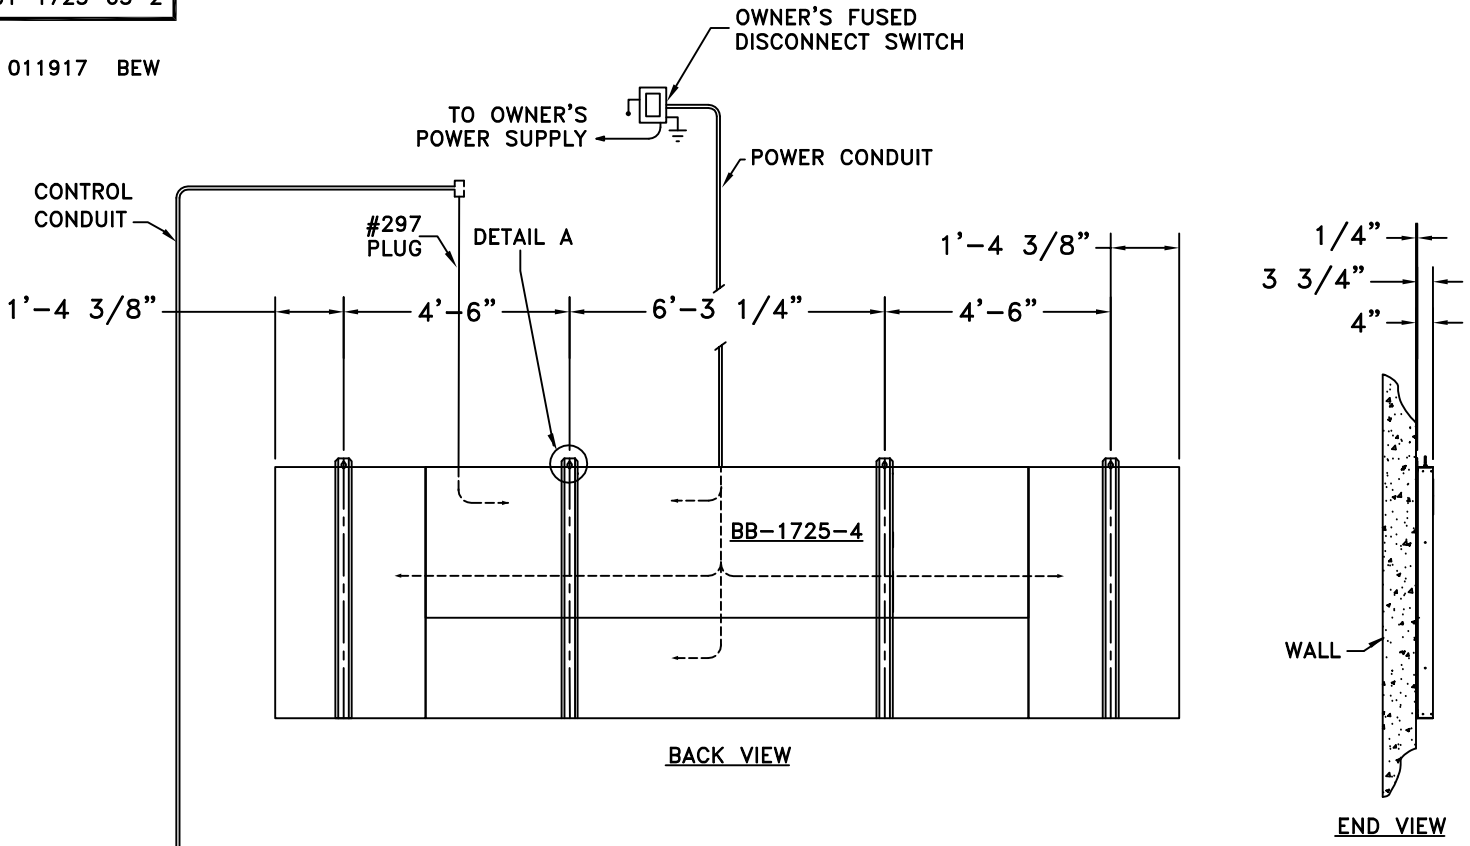 011917 BEW
OWNER'S FUSED
DISCONNECT SWITCH
TO OWNER'S
POWER SUPPLY
POWER CONDUIT
CONTROL
CONDUIT
#297
PLUG
DETAIL A
1'-4 3/8"
1/4"
3 3/4"
1'-4 3/8"
4'-6"
6'-3 1/4"
4'-6"
4"
BB-1725-4
WALL
BACK VIEW
END VIEW